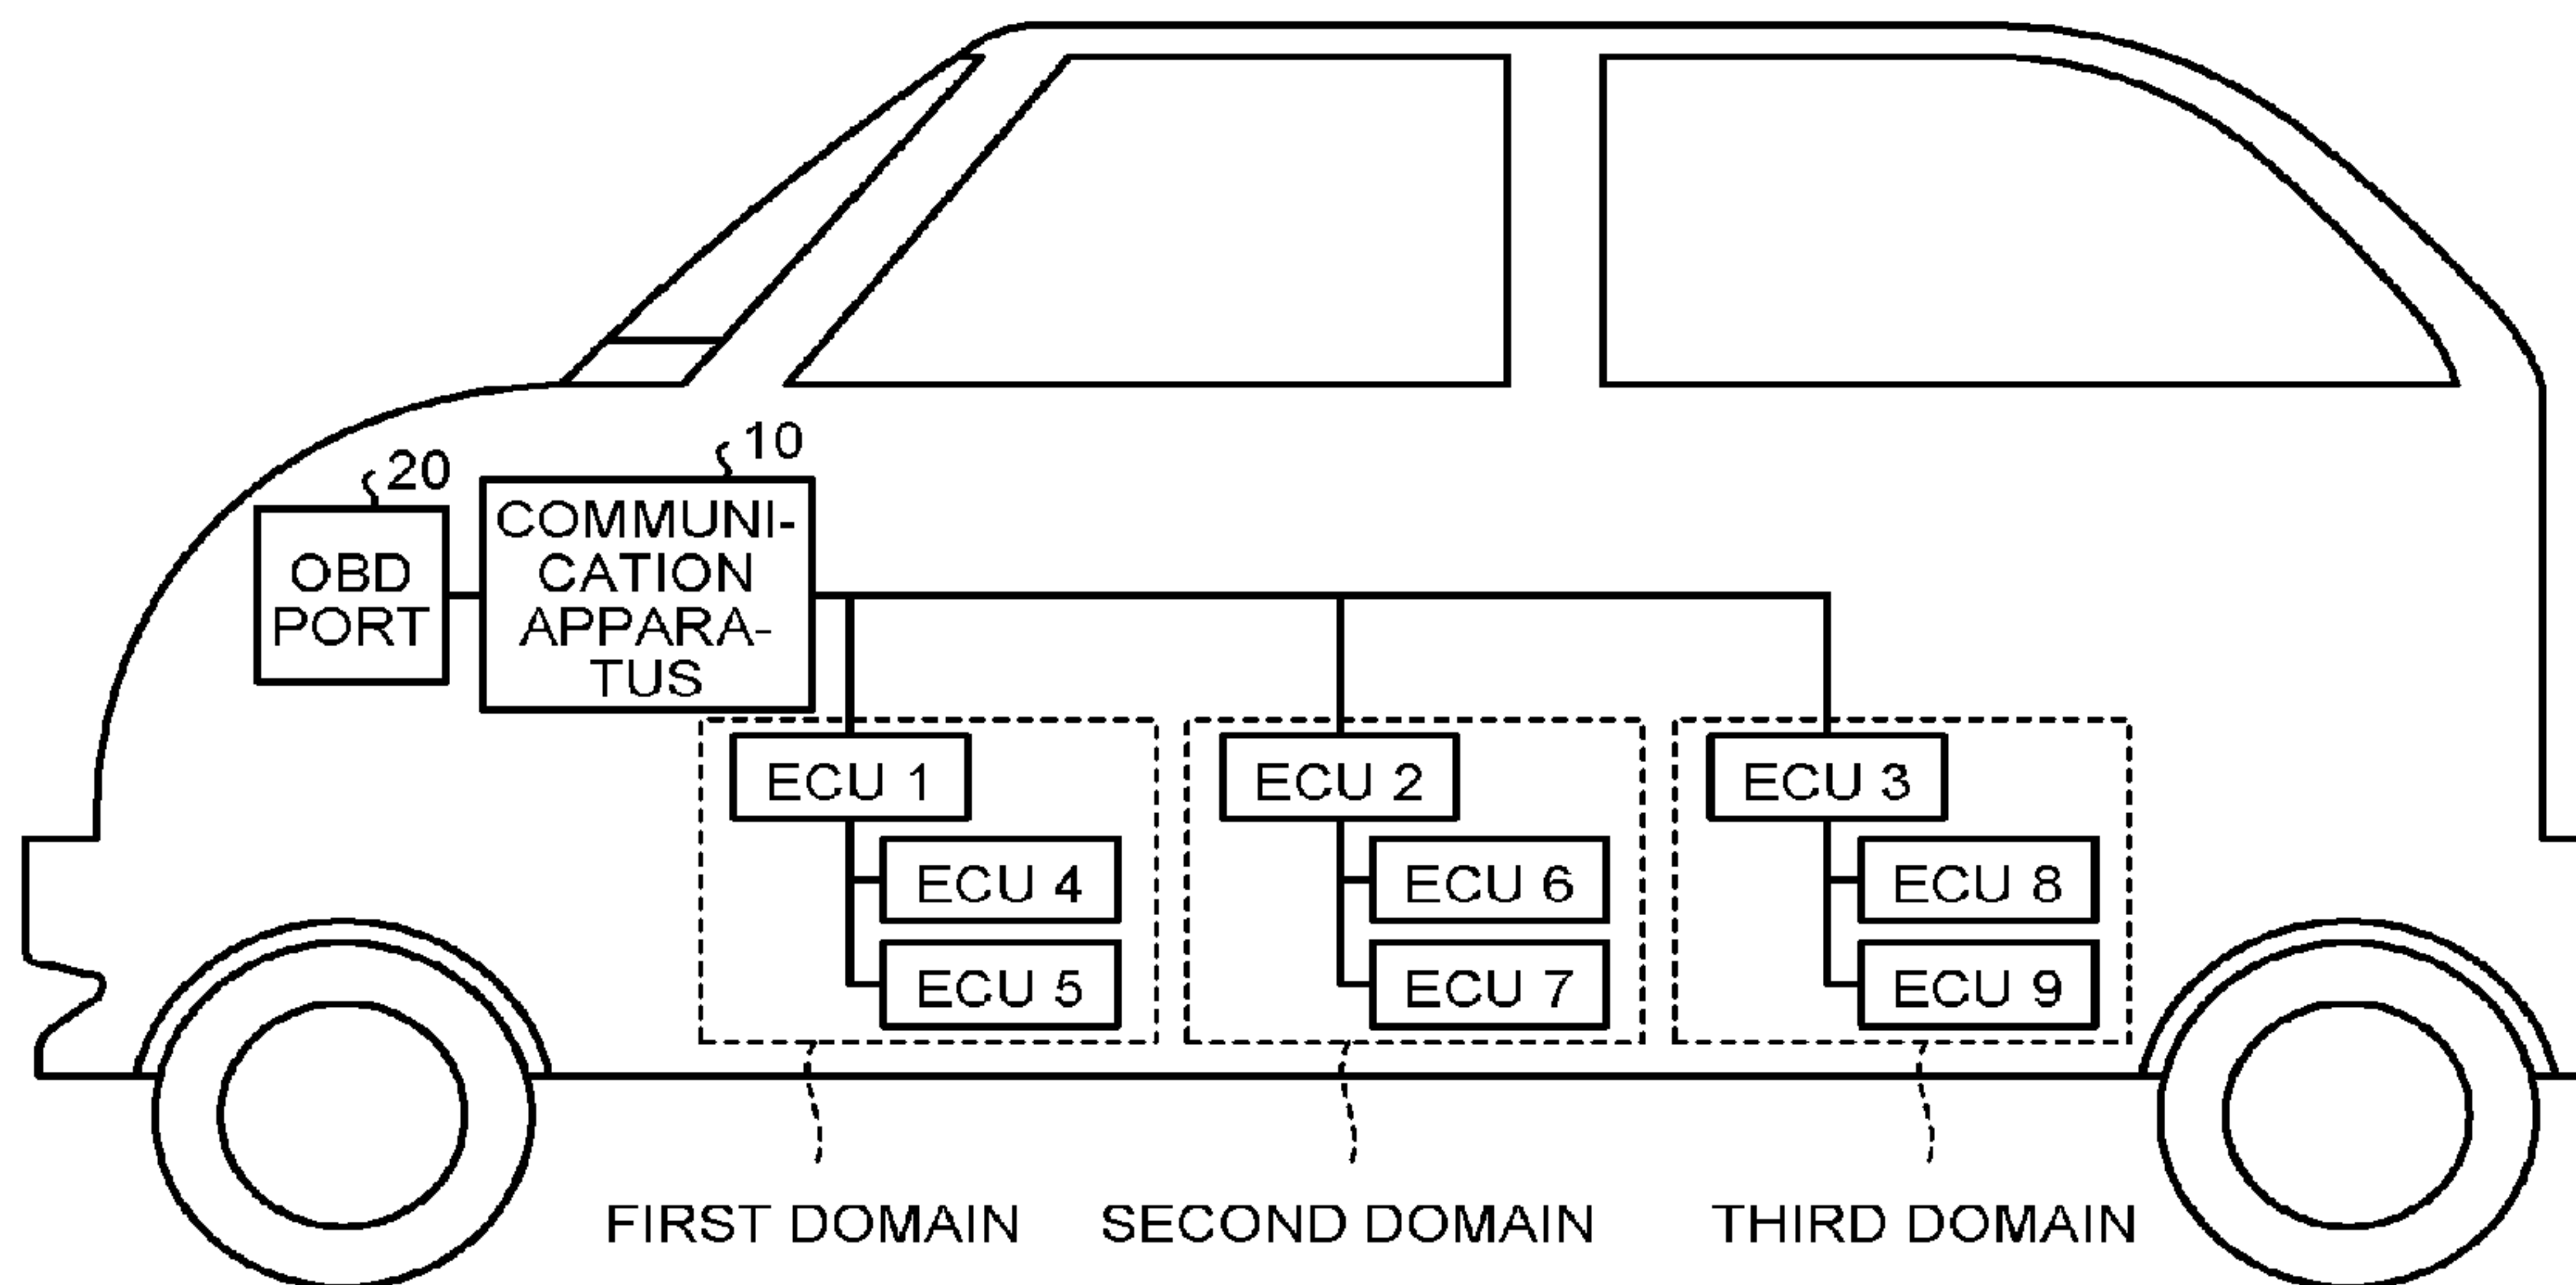 10
20
COMMUNI-
CATION
APPARA-
TUS
OBD
PORT
ECU 1
ECU 2
ECU 3
ECU 4
ECU 6
ECU 8
ECU 5
ECU 7
ECU 9
FIRST DOMAIN
SECOND DOMAIN
THIRD DOMAIN